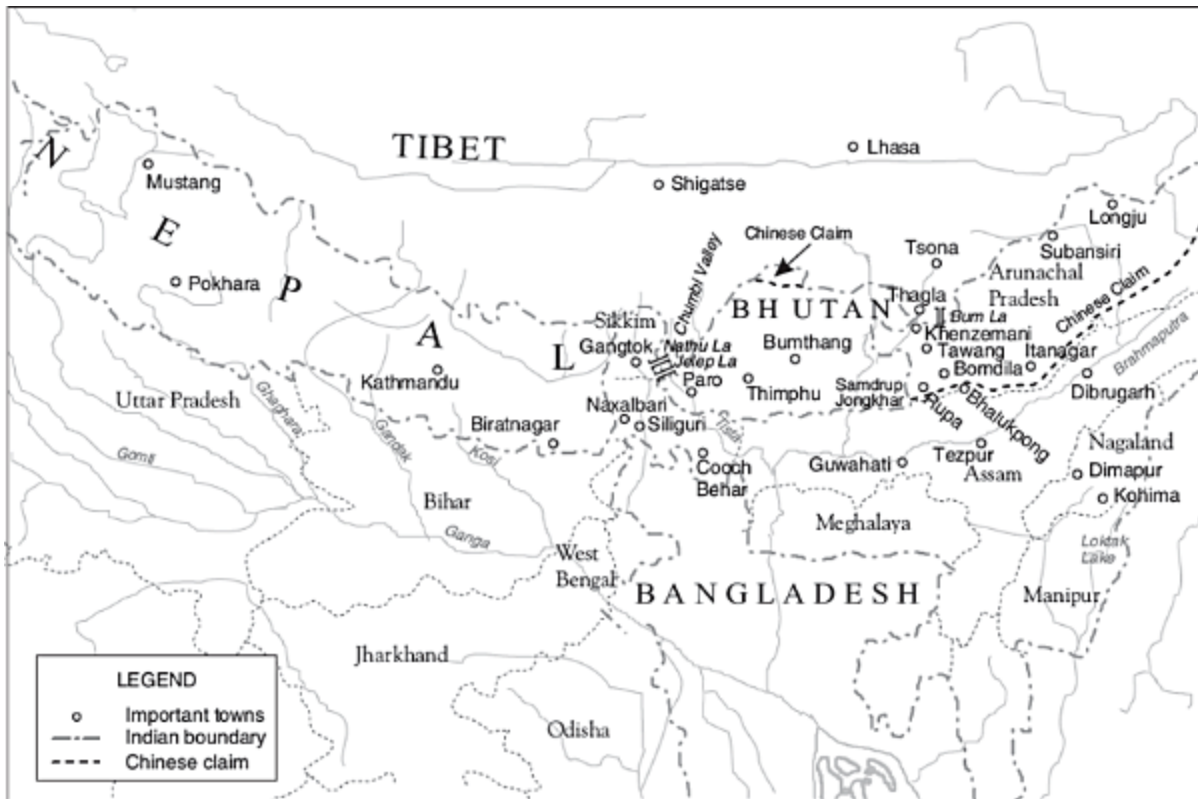 TIBET
Lhasa
Shigatse
Mustang
Pokhara
NEPAL
Kathmandu
Biratnagar
Chinese Claim
Chumbi Valley
Sikkim
Gangtok
Nathu La
Jelep La
Naxalbari
Siliguri
Paro
Thimphu
Bumthang
BHUTAN
Samdrup
Jongkhar
Cooch
Behar
Tista
Tsona
Thagla
Bum La
Khenzemani
Tawang
Bomdila
Rupa
Bhalukpong
Itanagar
Longju
Subansiri
Arunachal
Pradesh
Chinese Claim
Brahmaputra
Dibrugarh
Guwahati
Tezpur
Assam
Nagaland
Dimapur
Kohima
Loktak
Lake
Manipur
Meghalaya
BANGLADESH
Uttar Pradesh
Ghaghara
Gomti
Gandak
Kosi
Bihar
Ganga
West
Bengal
Jharkhand
Odisha
LEGEND
Important towns
Indian boundary
Chinese claim